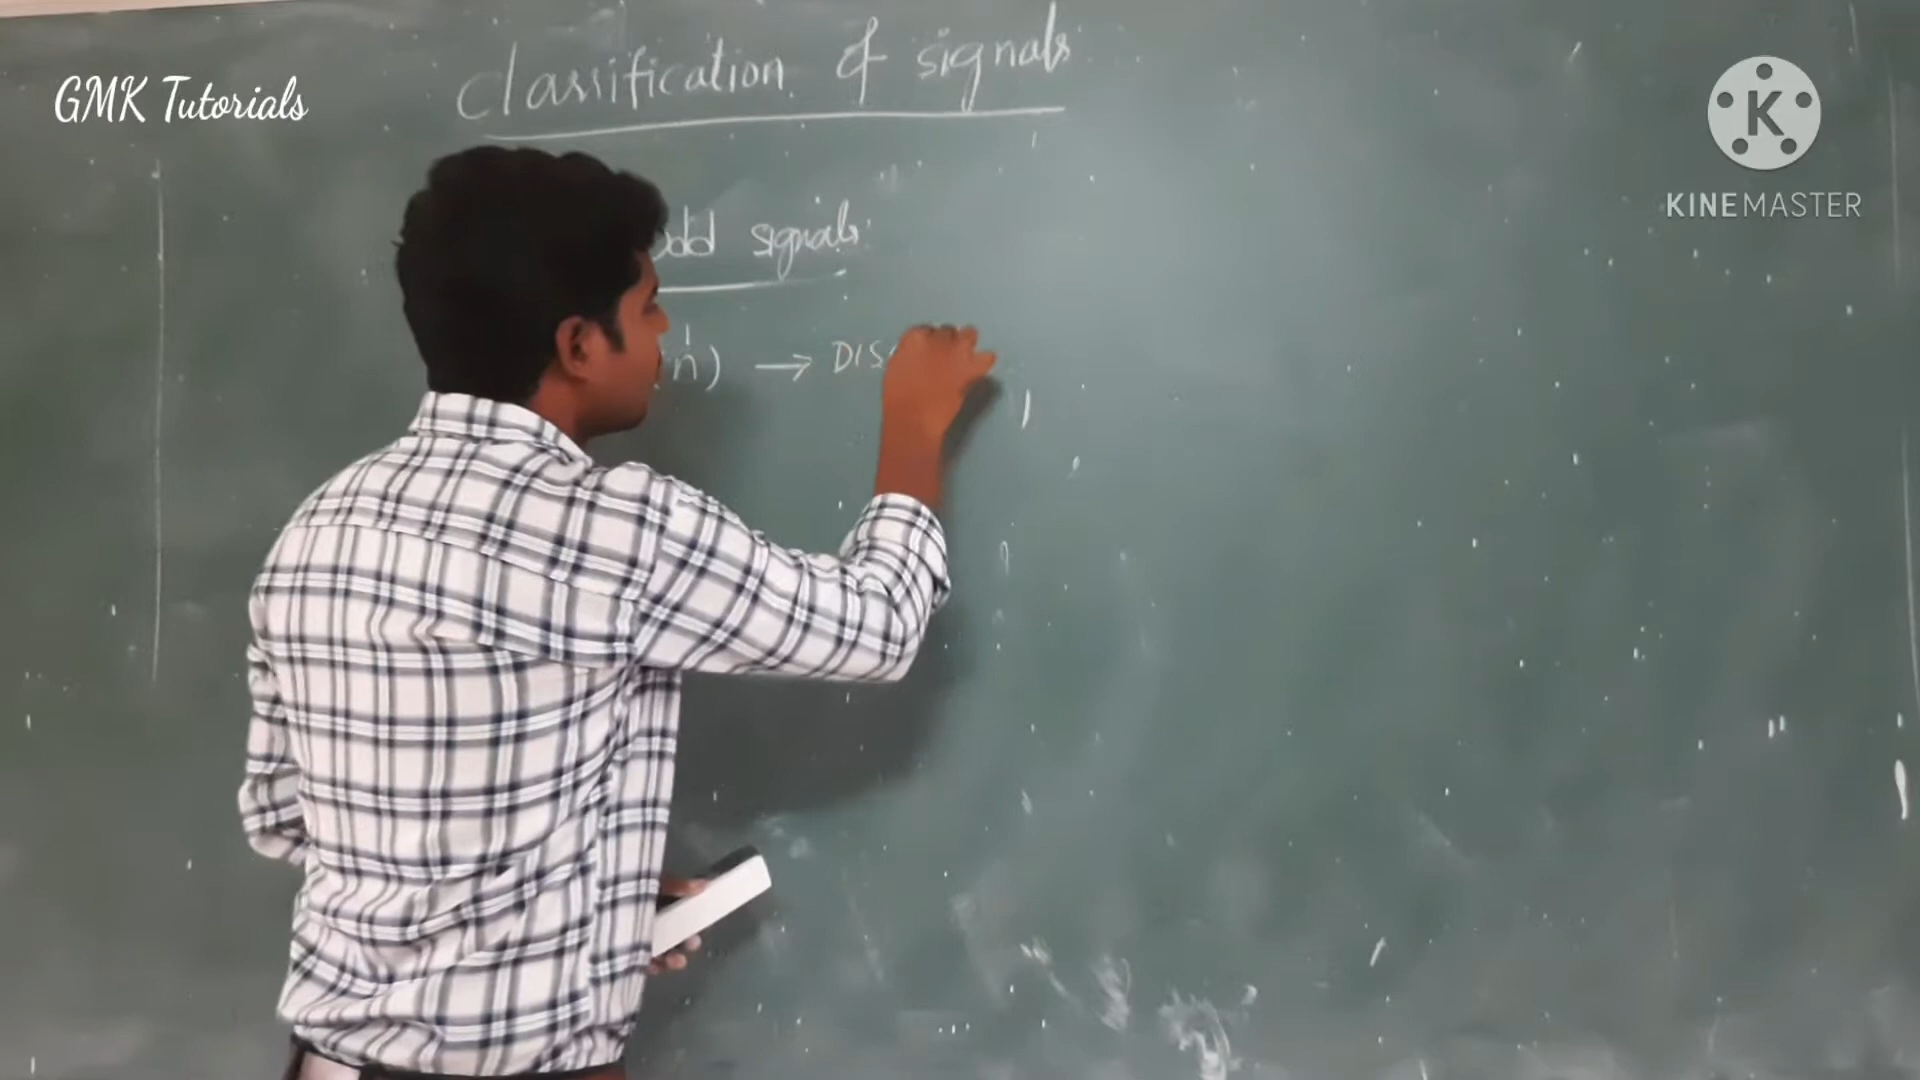 GMK Tutorials
Classification of signals
KINEMASTER
odd signals
n) → DIS